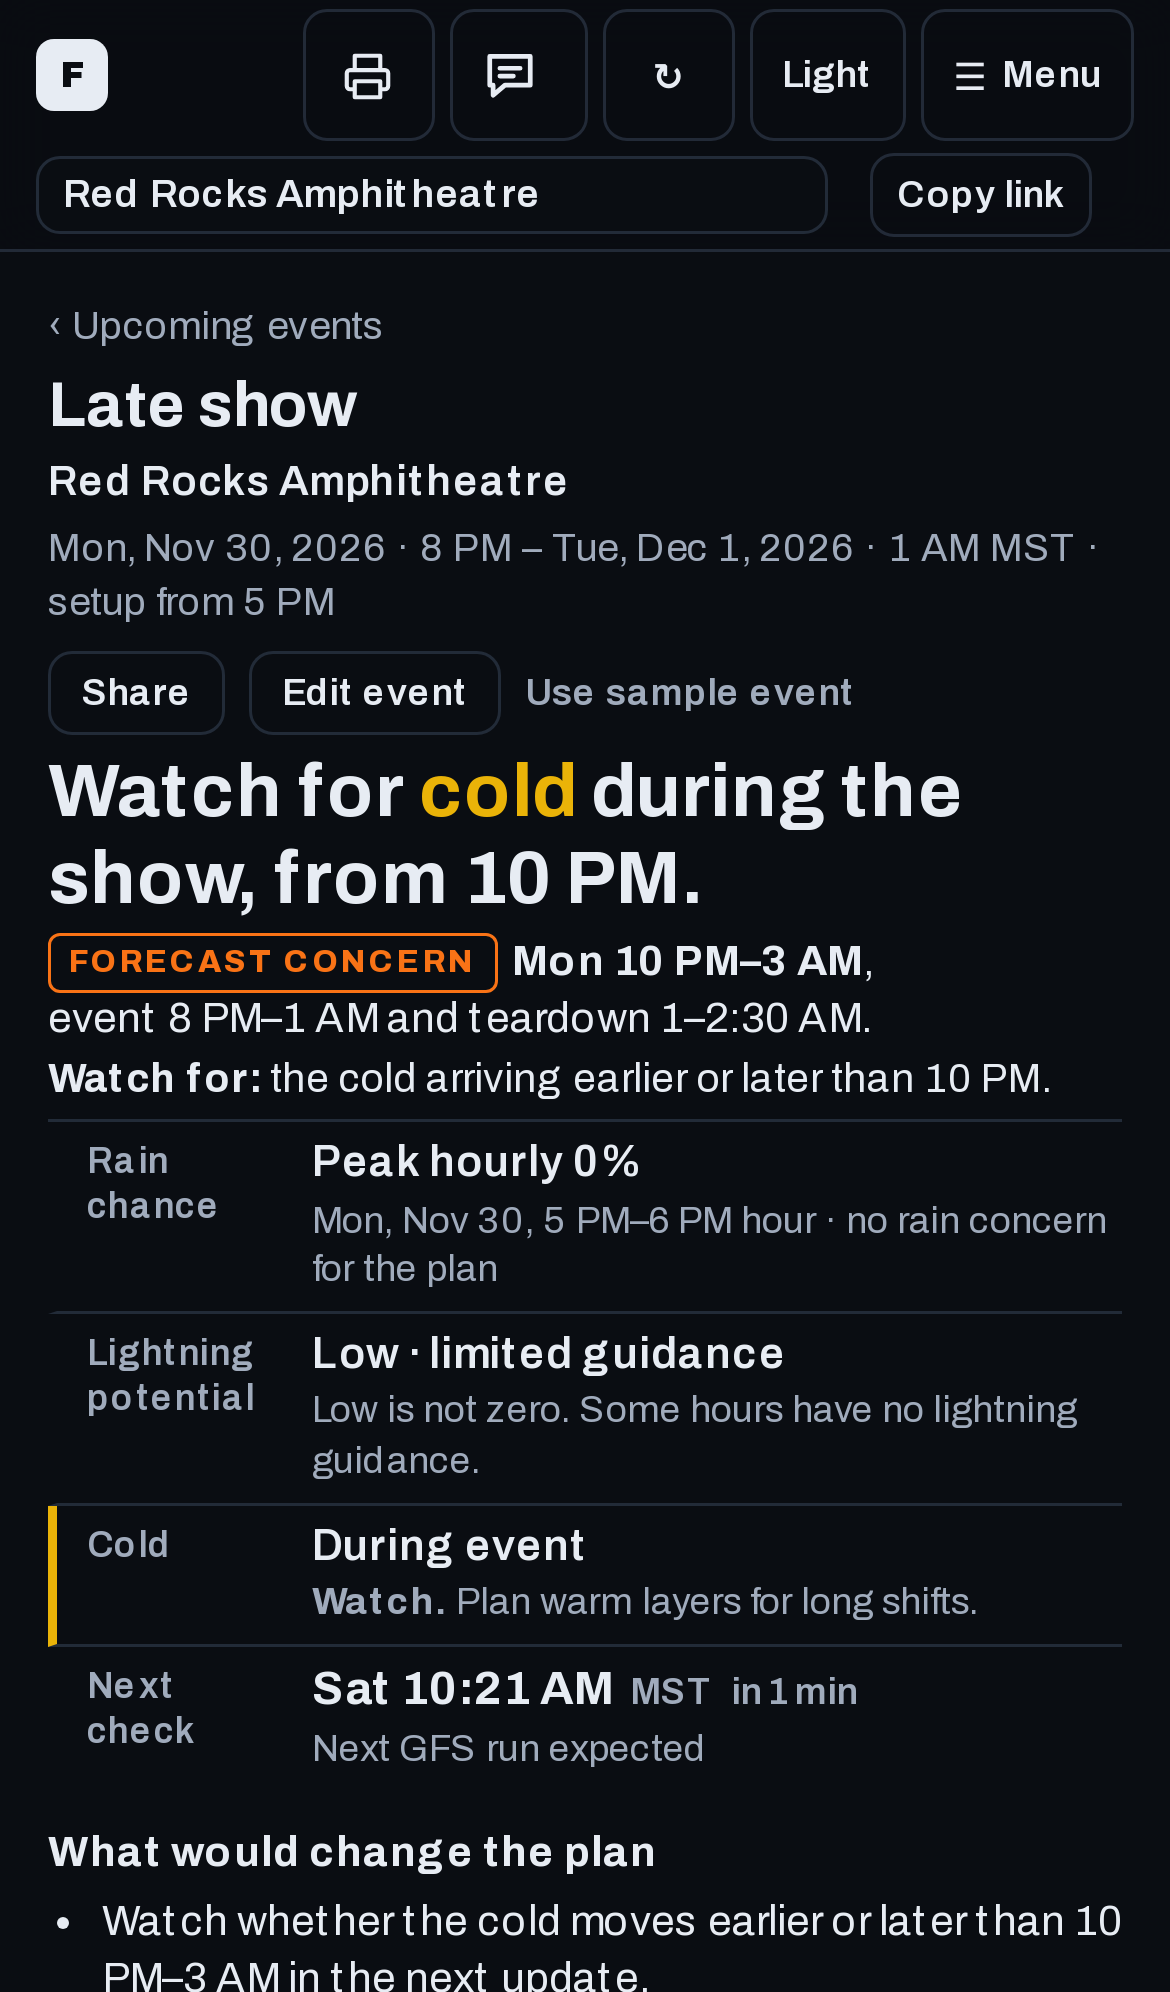 F
↻
Light
☰ Menu
Red Rocks Amphitheatre
Copy link
‹ Upcoming events
Late show
Red Rocks Amphitheatre
Mon, Nov 30, 2026 · 8 PM – Tue, Dec 1, 2026 · 1 AM MST ·
setup from 5 PM
Share
Edit event
Use sample event
Watch for cold during the
show, from 10 PM.
FORECAST CONCERN Mon 10 PM–3 AM,
event 8 PM–1 AM and teardown 1–2:30 AM.
Watch for: the cold arriving earlier or later than 10 PM.
Rain
chance
Peak hourly 0%
Mon, Nov 30, 5 PM–6 PM hour · no rain concern
for the plan
Lightning
potential
Low · limited guidance
Low is not zero. Some hours have no lightning
guidance.
Cold
During event
Watch. Plan warm layers for long shifts.
Next
check
Sat 10:21 AM MST in 1 min
Next GFS run expected
What would change the plan
• Watch whether the cold moves earlier or later than 10
PM–3 AM in the next update.